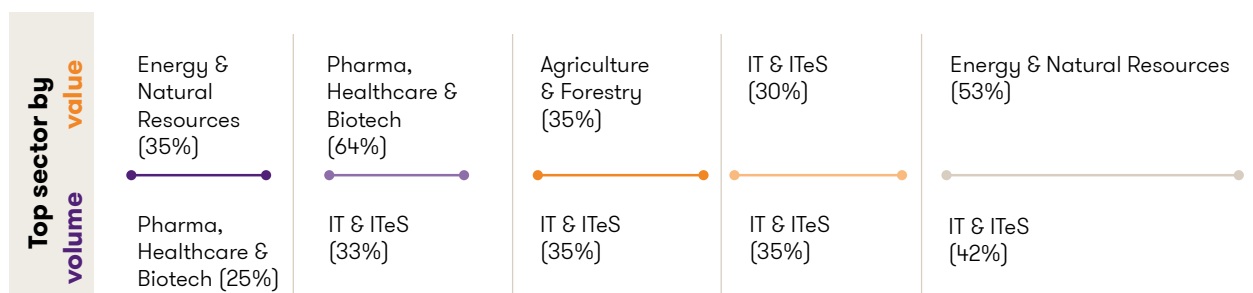 Top sector by
value
volume
Energy &
Natural
Resources
(35%)
Pharma,
Healthcare &
Biotech
(64%)
Agriculture
& Forestry
(35%)
IT & ITeS
(30%)
Energy & Natural Resources
(53%)
Pharma,
Healthcare &
Biotech (25%)
IT & ITeS
(33%)
IT & ITeS
(35%)
IT & ITeS
(35%)
IT & ITeS
(42%)